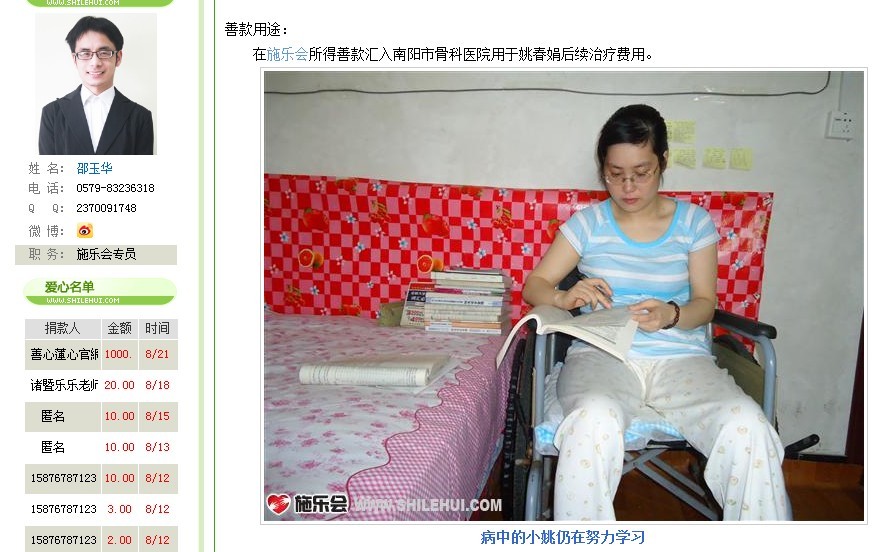 WWW.SHILEHUI.COM
姓 名: 邵玉华
电 话: 0579-83236318
Q Q: 2370091748
微 博:
职 务: 施乐会专员
爱心名单
WWW.SHILEHUI.COM
捐款人 金额 时间
善心莲心官網 1000. 8/21
诸暨乐乐老师 20.00 8/18
匿名 10.00 8/15
匿名 10.00 8/13
15876787123 10.00 8/12
15876787123 3.00 8/12
15876787123 2.00 8/12
善款用途:
在施乐会所得善款汇入南阳市骨科医院用于姚春娟后续治疗费用。
施乐会 WWW.SHILEHUI.COM
病中的小姚仍在努力学习